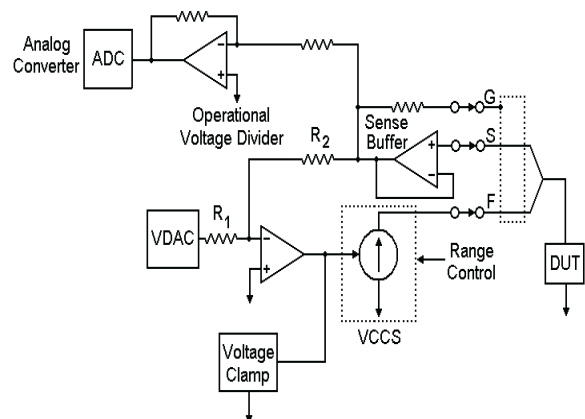 Analog
Converter
ADC
−
+
Operational
Voltage Divider
G
Sense
Buffer
+
−
S
R2
F
R1
VDAC
−
+
Range
Control
DUT
VCCS
Voltage
Clamp